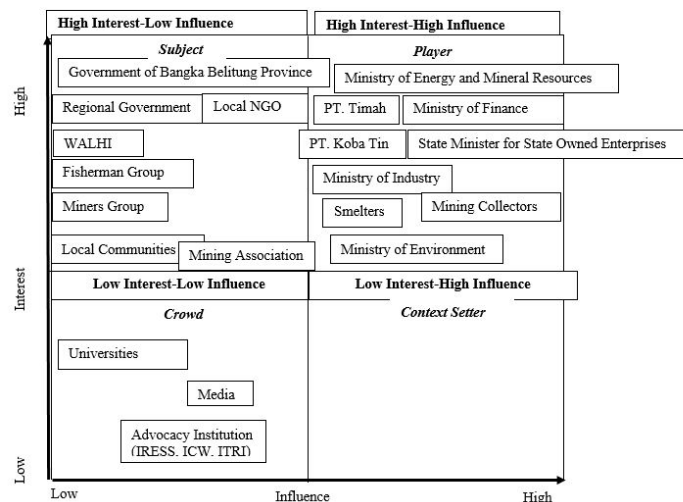 High Interest-Low Influence
High Interest-High Influence
Subject
Player
Government of Bangka Belitung Province
Ministry of Energy and Mineral Resources
Regional Government
Local NGO
PT. Timah
Ministry of Finance
WALHI
PT. Koba Tin
State Minister for State Owned Enterprises
Fisherman Group
Ministry of Industry
Miners Group
Smelters
Mining Collectors
Local Communities
Mining Association
Ministry of Environment
Low Interest-Low Influence
Low Interest-High Influence
Crowd
Context Setter
Universities
Media
Advocacy Institution
(IRESS, ICW, ITRI)
High
Interest
Low
Low
Influence
High